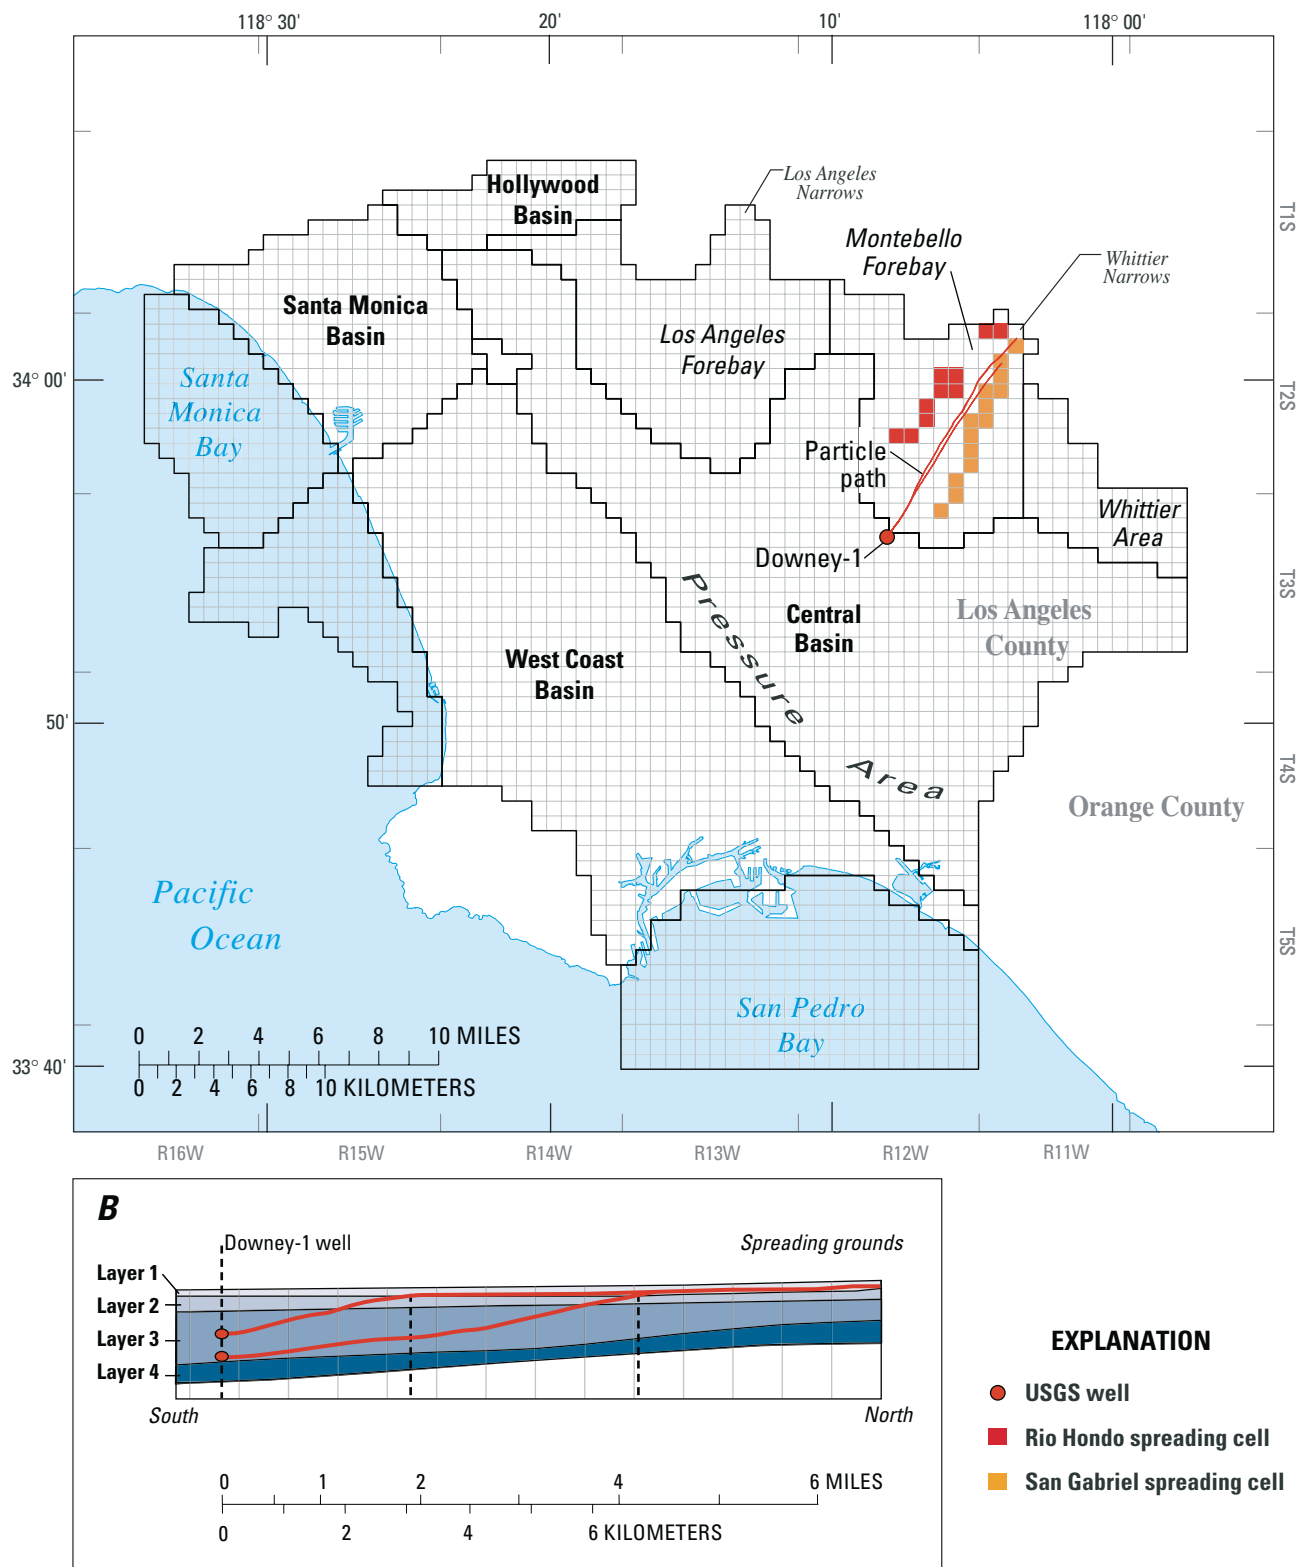 118° 30'
20'
10'
118° 00'
Los Angeles
Narrows
Hollywood
Basin
Montebello
Forebay
Whittier
Narrows
T1S
Santa Monica
Basin
Los Angeles
Forebay
34° 00'
Santa
Monica
Bay
T2S
Particle
path
Whittier
Area
Downey-1
T3S
Pressure
Central
Basin
Los Angeles
County
West Coast
Basin
50'
Area
T4S
Orange County
Pacific
Ocean
T5S
San Pedro
Bay
0 2 4 6 8 10 MILES
0 2 4 6 8 10 KILOMETERS
33° 40'
R16W
R15W
R14W
R13W
R12W
R11W
B
Downey-1 well
Spreading grounds
Layer 1
Layer 2
Layer 3
Layer 4
South
North
0 1 2 4 6 MILES
0 2 4 6 KILOMETERS
EXPLANATION
USGS well
Rio Hondo spreading cell
San Gabriel spreading cell